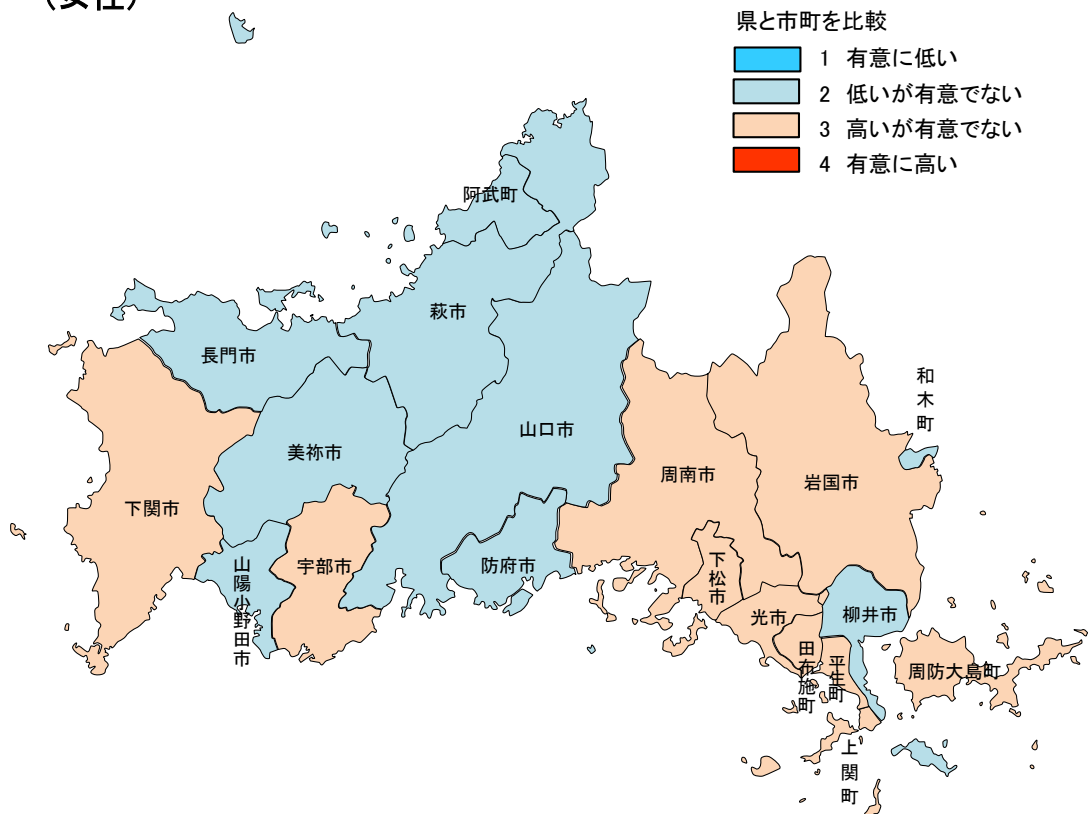 （女性）
県と市町を比較
1 有意に低い
2 低いが有意でない
3 高いが有意でない
4 有意に高い
阿武町
萩市
長門市
和木町
山口市
美祢市
周南市
岩国市
下関市
防府市
宇部市
山陽小野田市
下松市
柳井市
光市
田布施町
平生町
周防大島町
上関町